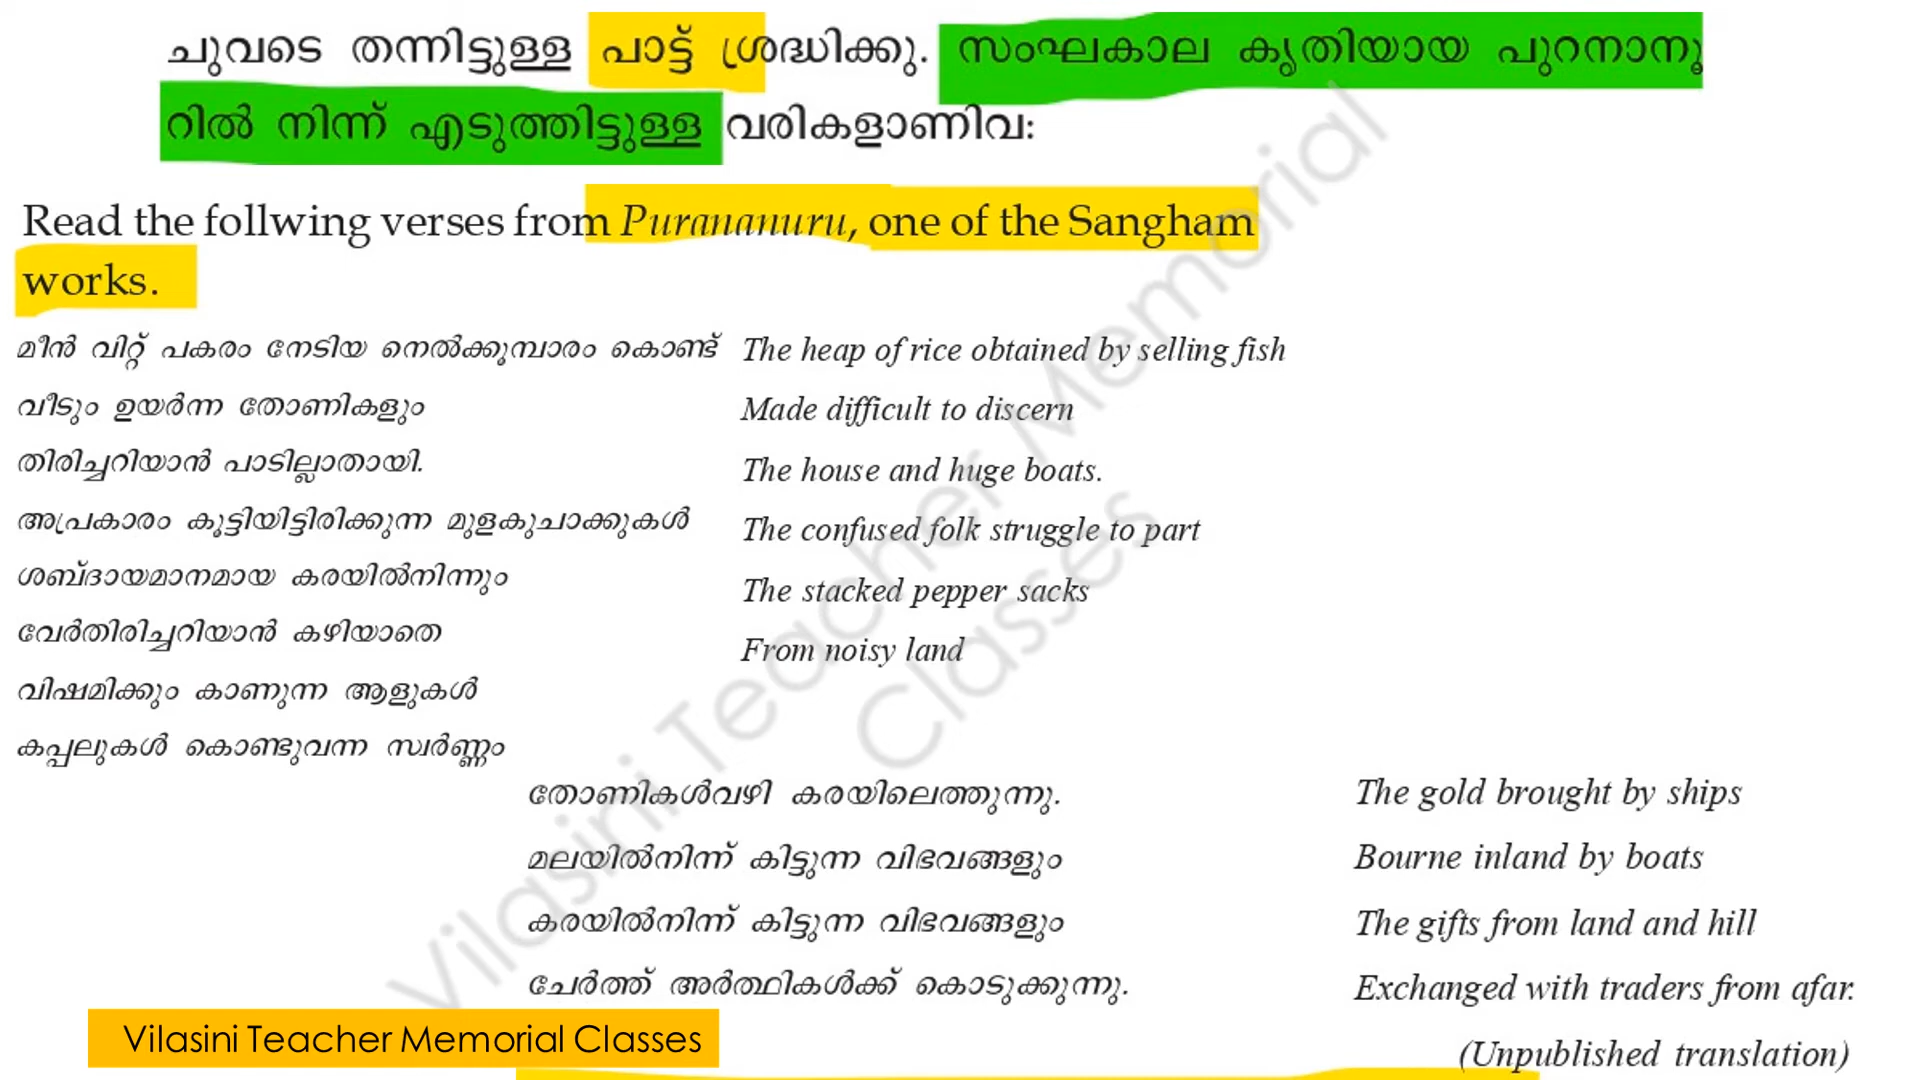 ചുവടെ തന്നിട്ടുള്ള പാട്ട് ശ്രദ്ധിക്കു. സംഘകാല കൃതിയായ പുറനാനൂ
റിൽ നിന്ന് എടുത്തിട്ടുള്ള വരികളാണിവ:
Read the follwing verses from Purananuru, one of the Sangham
works.
മീൻ വിറ്റ് പകരം നേടിയ നെൽക്കൂമ്പാരം കൊണ്ട്
വീടും ഉയർന്ന തോണികളും
തിരിച്ചറിയാൻ പാടില്ലാതായി.
അപ്രകാരം കൂട്ടിയിട്ടിരിക്കുന്ന മുളകുചാക്കുകൾ
ശബ്ദായമാനമായ കരയിൽനിന്നും
വേർതിരിച്ചറിയാൻ കഴിയാതെ
വിഷമിക്കും കാണുന്ന ആളുകൾ
കപ്പലുകൾ കൊണ്ടുവന്ന സ്വർണ്ണം
The heap of rice obtained by selling fish
Made difficult to discern
The house and huge boats.
The confused folk struggle to part
The stacked pepper sacks
From noisy land
തോണികൾവഴി കരയിലെത്തുന്നു.
മലയിൽനിന്ന് കിട്ടുന്ന വിഭവങ്ങളും
കരയിൽനിന്ന് കിട്ടുന്ന വിഭവങ്ങളും
ചേർത്ത് അർത്ഥികൾക്ക് കൊടുക്കുന്നു.
The gold brought by ships
Bourne inland by boats
The gifts from land and hill
Exchanged with traders from afar.
(Unpublished translation)
Vilasini Teacher Memorial Classes
Vilasini Teacher Memorial
Classes